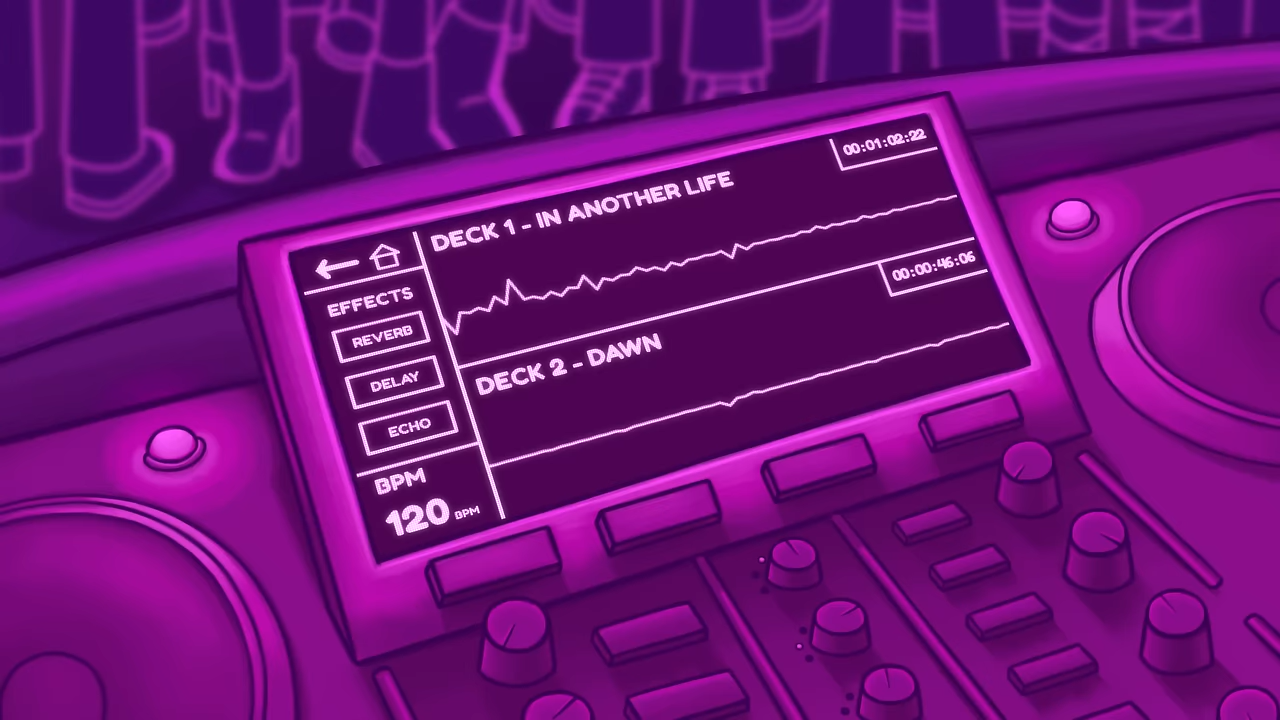 DECK 1 - IN ANOTHER LIFE
00:01:02:22
EFFECTS
REVERB
DELAY
ECHO
BPM
120 BPM
00:00:46:06
DECK 2 - DAWN